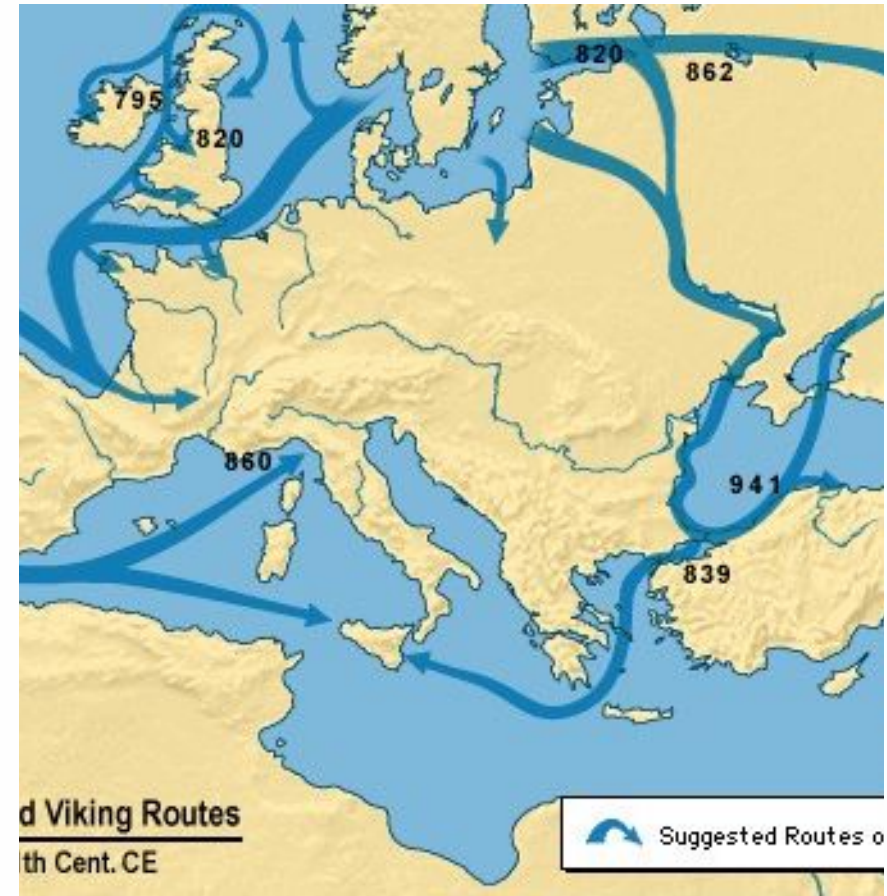 820
862
795
820
860
941
839
d Viking Routes
th Cent. CE
Suggested Routes o